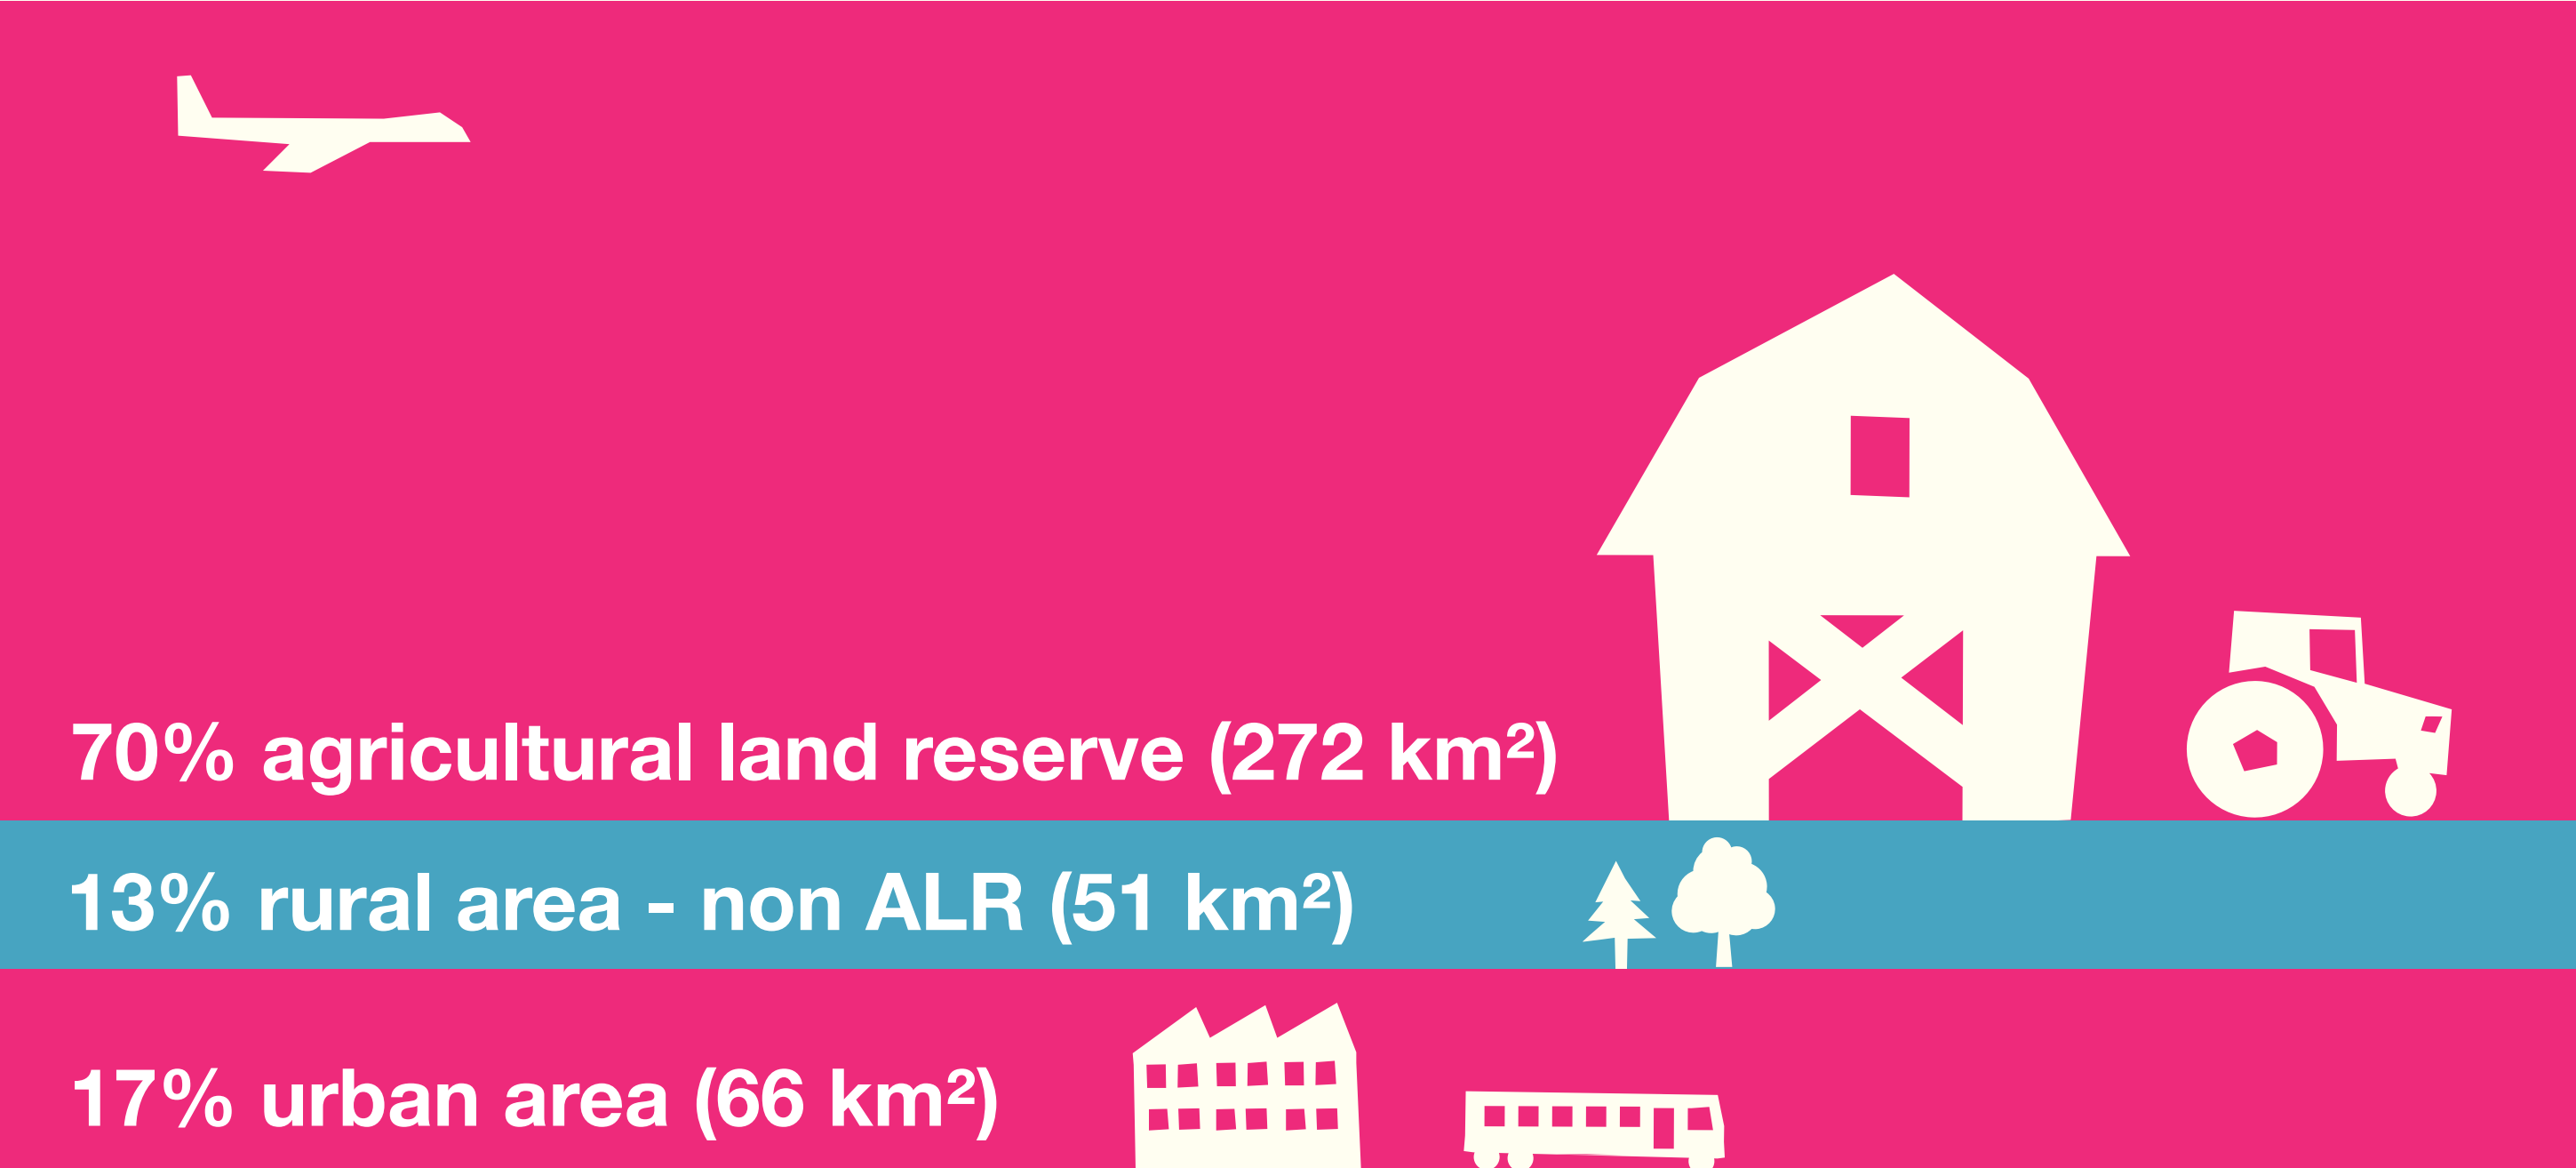 70% agricultural land reserve (272 km²)
13% rural area - non ALR (51 km²)
17% urban area (66 km²)